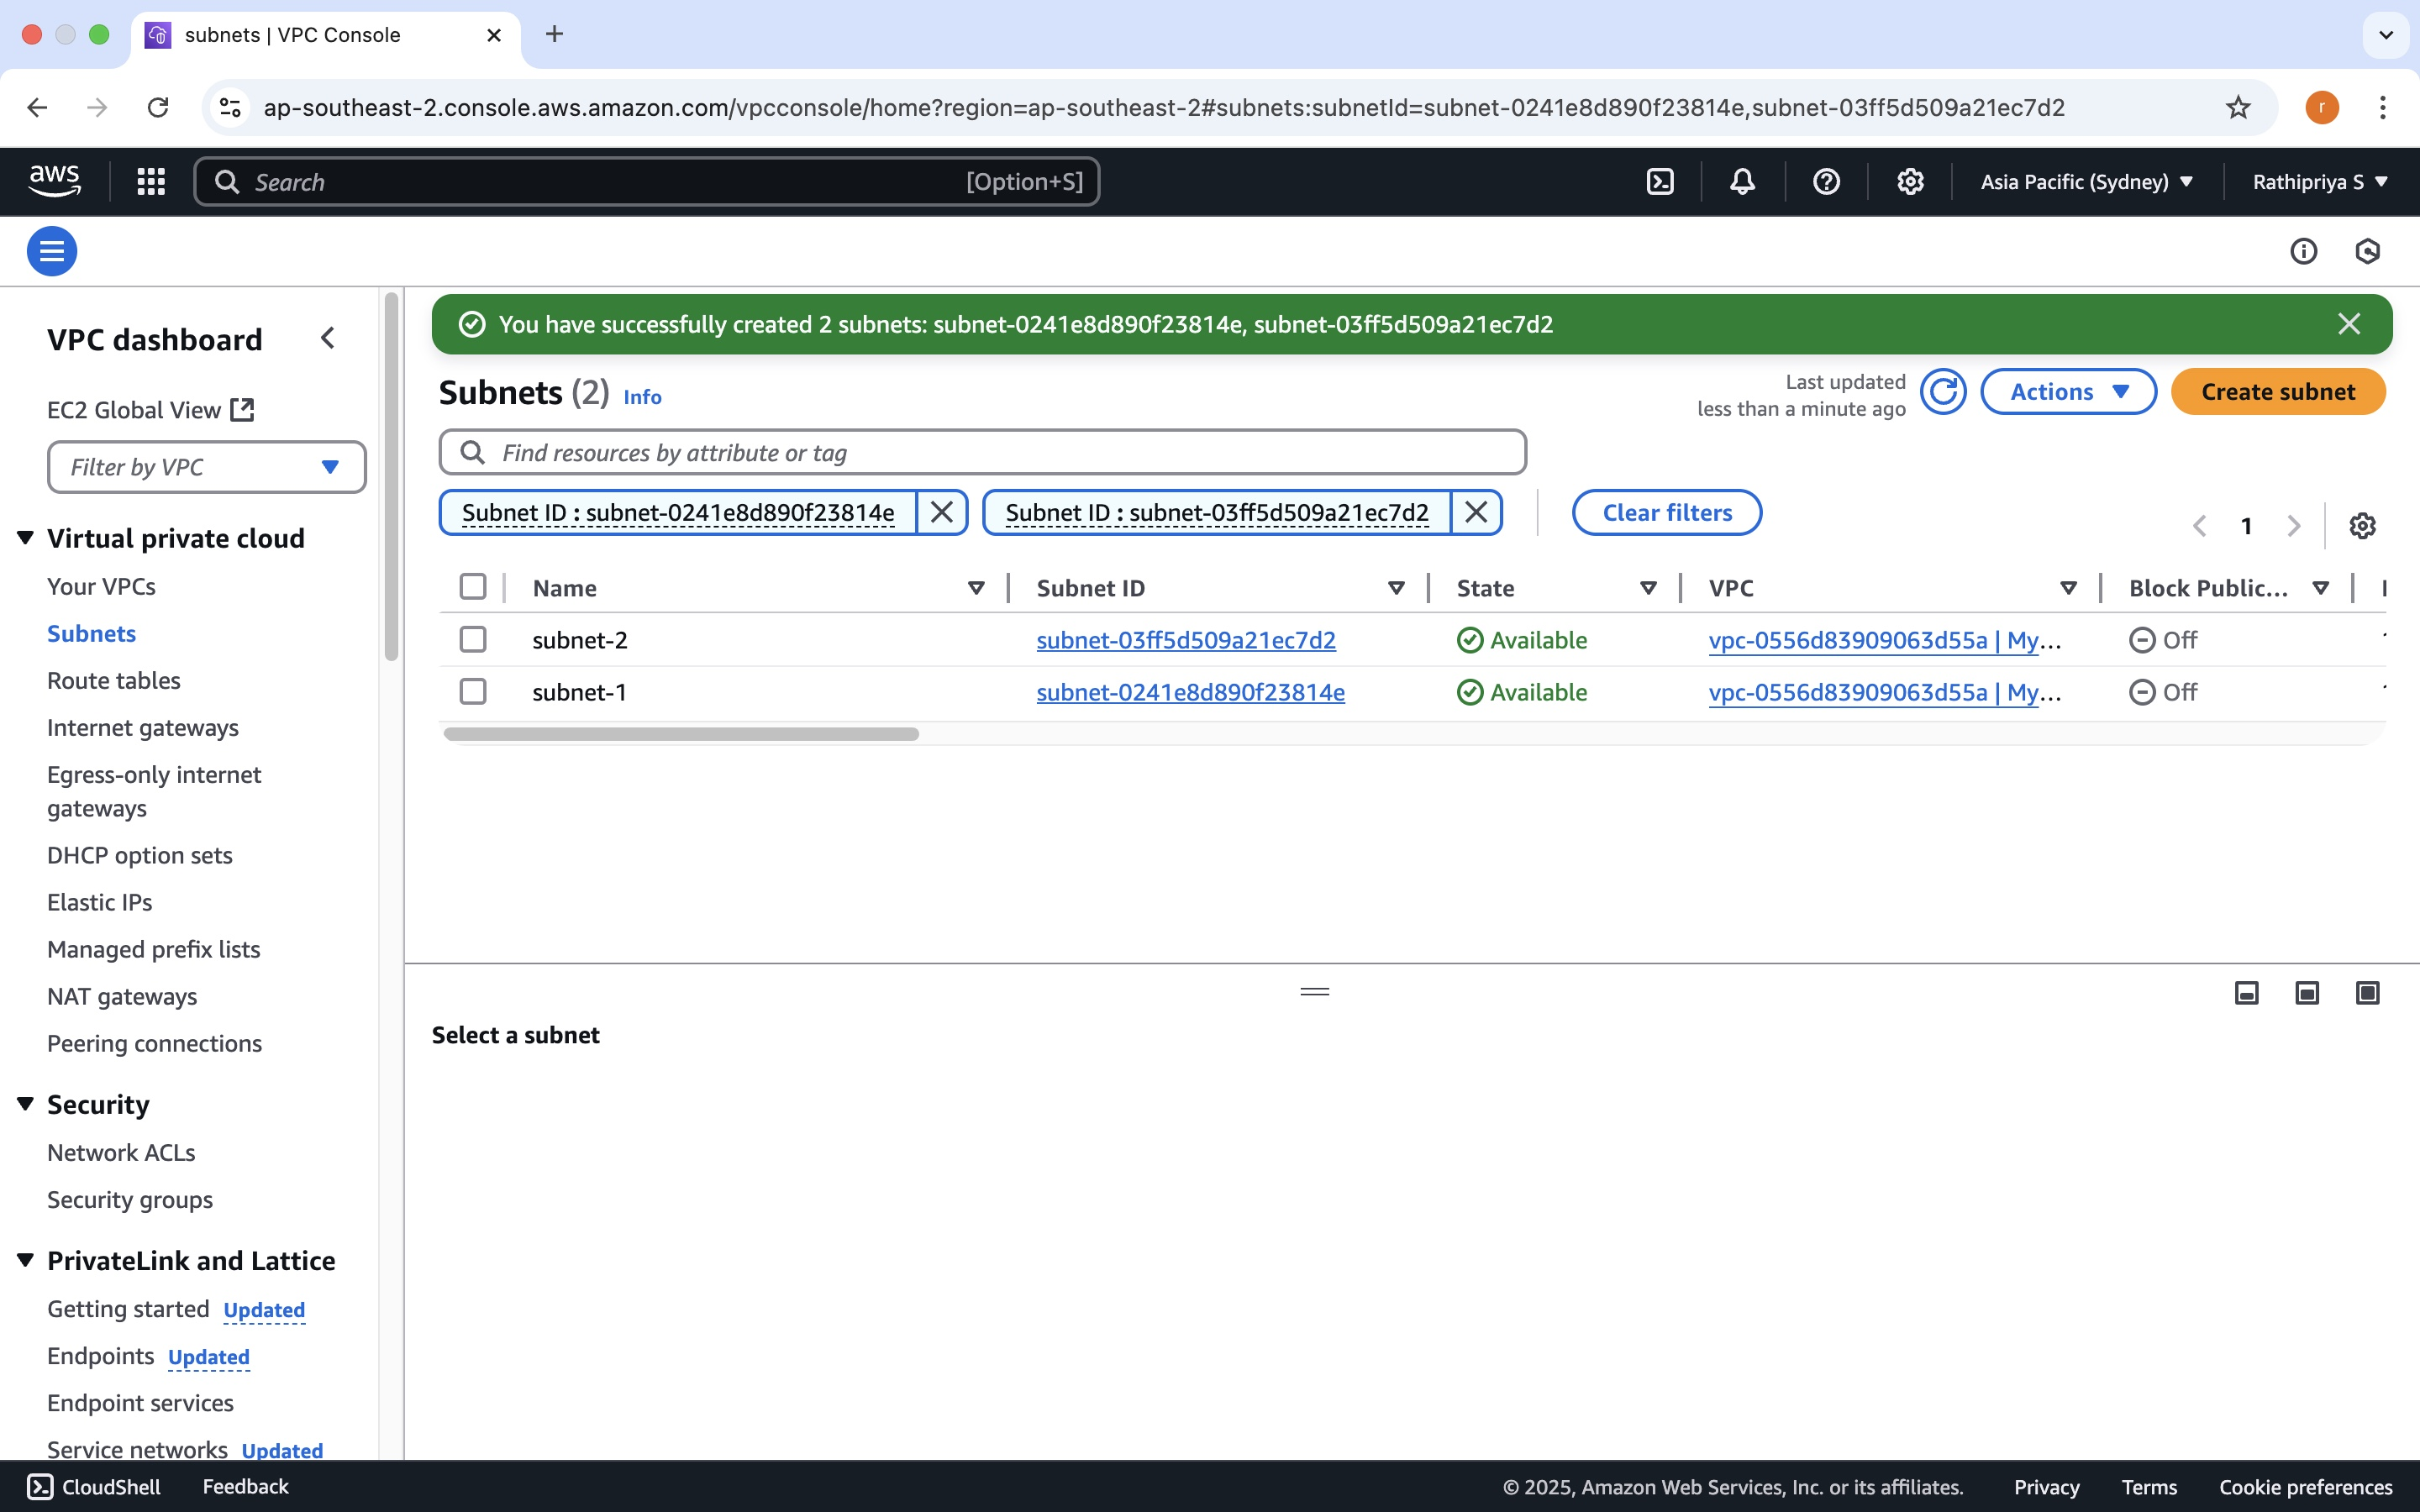 subnets | VPC Console
ap-southeast-2.console.aws.amazon.com/vpcconsole/home?region=ap-southeast-2#subnets:subnetId=subnet-0241e8d890f23814e,subnet-03ff5d509a21ec7d2
r
aws
Search
[Option+S]
Asia Pacific (Sydney)
Rathipriya S
VPC dashboard
EC2 Global View
Filter by VPC
Virtual private cloud
Your VPCs
Subnets
Route tables
Internet gateways
Egress-only internet
gateways
DHCP option sets
Elastic IPs
Managed prefix lists
NAT gateways
Peering connections
Security
Network ACLs
Security groups
PrivateLink and Lattice
Getting started Updated
Endpoints Updated
Endpoint services
Service networks Updated
You have successfully created 2 subnets: subnet-0241e8d890f23814e, subnet-03ff5d509a21ec7d2
Subnets (2) Info
Last updated
less than a minute ago
Actions
Create subnet
Find resources by attribute or tag
Subnet ID : subnet-0241e8d890f23814e
Subnet ID : subnet-03ff5d509a21ec7d2
Clear filters
1
Name Subnet ID State VPC Block Public...
subnet-2 subnet-03ff5d509a21ec7d2 Available vpc-0556d83909063d55a | My... Off
subnet-1 subnet-0241e8d890f23814e Available vpc-0556d83909063d55a | My... Off
Select a subnet
CloudShell Feedback
© 2025, Amazon Web Services, Inc. or its affiliates. Privacy Terms Cookie preferences